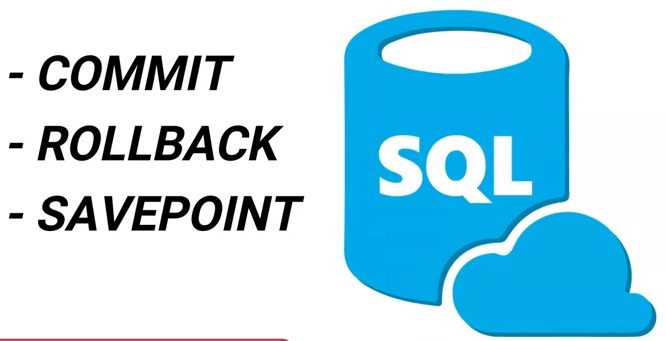 - COMMIT
- ROLLBACK
- SAVEPOINT
SQL